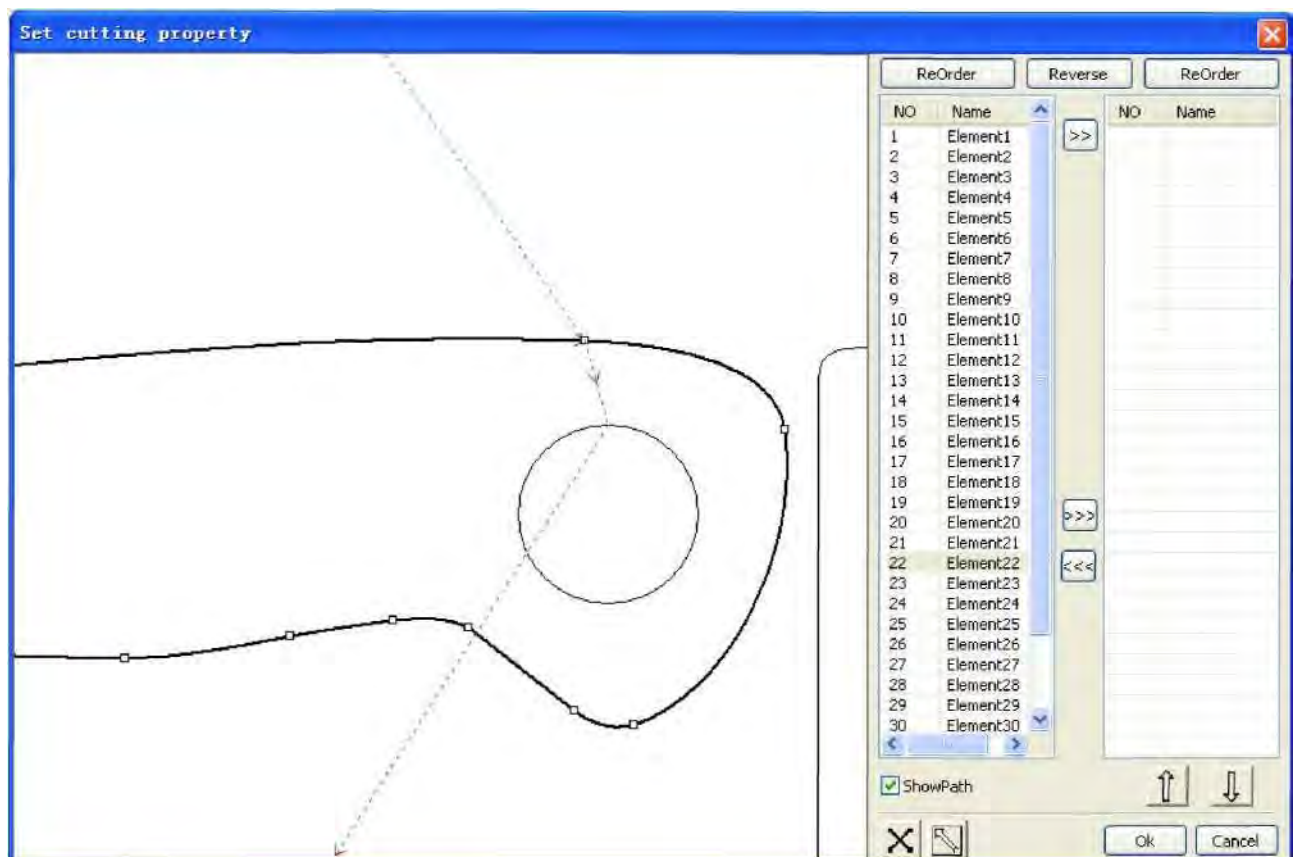 Set cutting property
ReOrder Reverse ReOrder
NO Name >> NO Name
1 Element1
2 Element2
3 Element3
4 Element4
5 Element5
6 Element6
7 Element7
8 Element8
9 Element9
10 Element10
11 Element11
12 Element12
13 Element13
14 Element14
15 Element15
16 Element16
17 Element17
18 Element18
19 Element19
20 Element20 >>>
21 Element21
22 Element22 <<<
23 Element23
24 Element24
25 Element25
26 Element26
27 Element27
28 Element28
29 Element29
30 Element30
ShowPath
Ok Cancel